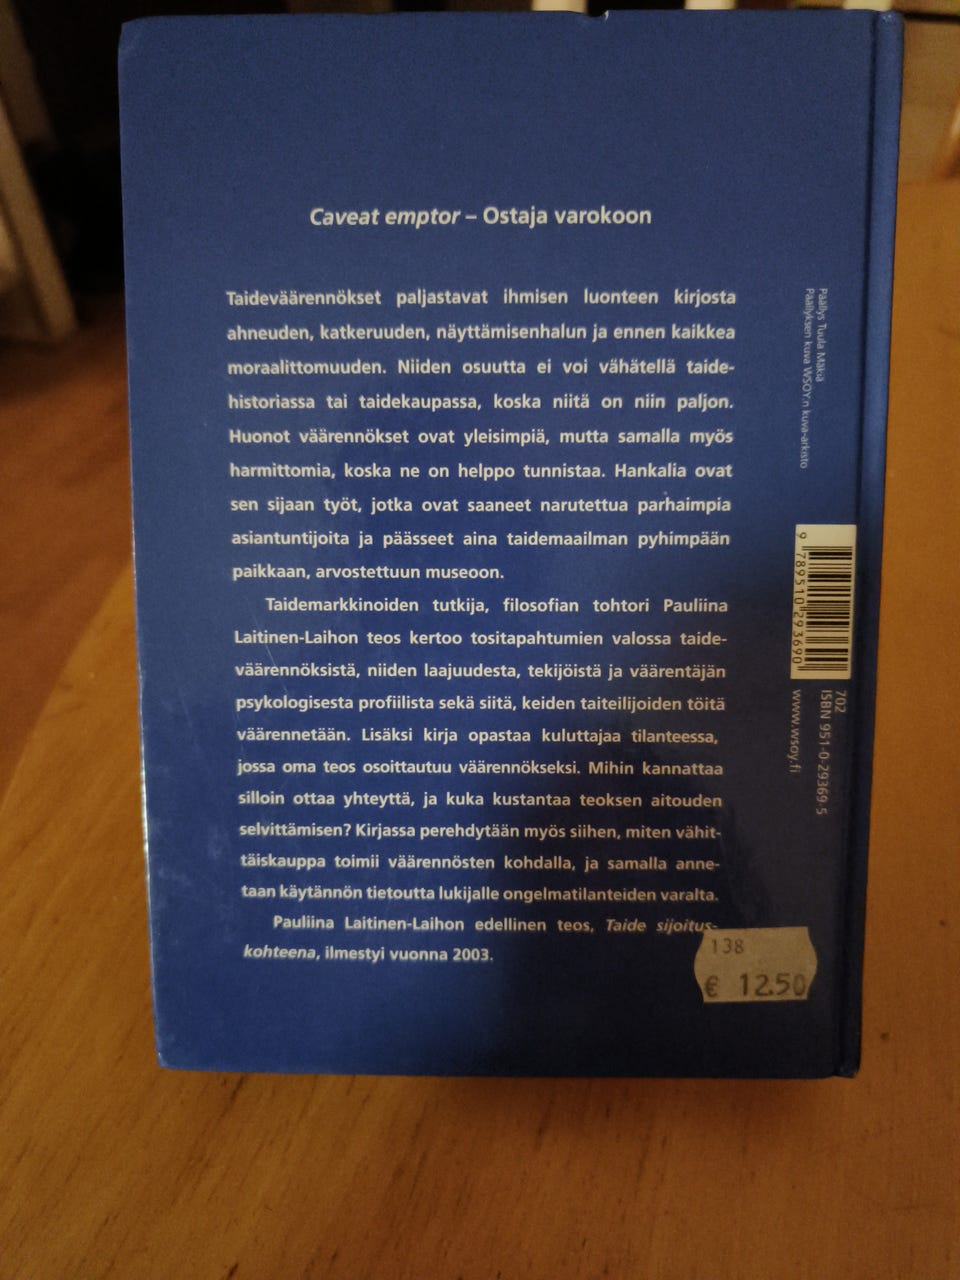 Caveat emptor – Ostaja varokoon
Taideväärennökset paljastavat ihmisen luonteen kirjosta
ahneuden, katkeruuden, näyttämisenhalun ja ennen kaikkea
moraalittomuuden. Niiden osuutta ei voi vähätellä taide-
historiassa tai taidekaupassa, koska niitä on niin paljon.
Huonot väärennökset ovat yleisimpiä, mutta samalla myös
harmittomia, koska ne on helppo tunnistaa. Hankalia ovat
sen sijaan työt, jotka ovat saaneet narutettua parhaimpia
asiantuntijoita ja päässeet aina taidemaailman pyhimpään
paikkaan, arvostettuun museoon.
Taidemarkkinoiden tutkija, filosofian tohtori Pauliina
Laitinen-Laihon teos kertoo tositapahtumien valossa taide-
väärennöksistä, niiden laajuudesta, tekijöistä ja väärentäjän
psykologisesta profiilista sekä siitä, keiden taiteilijoiden töitä
väärennetään. Lisäksi kirja opastaa kuluttajaa tilanteessa,
jossa oma teos osoittautuu väärennökseksi. Mihin kannattaa
silloin ottaa yhteyttä, ja kuka kustantaa teoksen aitouden
selvittämisen? Kirjassa perehdytään myös siihen, miten vähit-
täiskauppa toimii väärennösten kohdalla, ja samalla anne-
taan käytännön tietoutta lukijalle ongelmatilanteiden varalta.
Pauliina Laitinen-Laihon edellinen teos, Taide sijoitus-
kohteena, ilmestyi vuonna 2003.
138
€ 12.50
Päällys Tuula Mäkiä
Päällyksen kuva WSOY:n kuva-arkisto
9 789510 293690
702
ISBN 951-0-29369-5
www.wsoy.fi